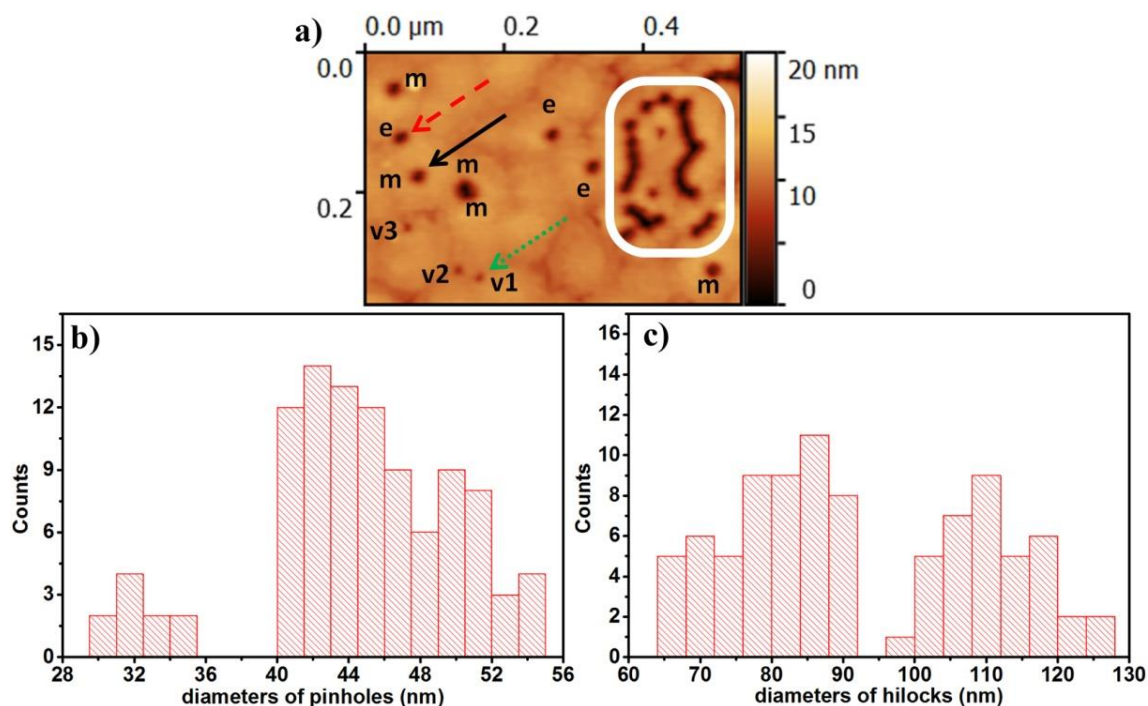 a)
0.0 µm 0.2 0.4
0.0
0.2
m
e
e
m
m
m
e
v3
v2
v1
m
20 nm
15
10
0
b)
15
12
9
6
3
0
Counts
28 32 36 40 44 48 52 56
diameters of pinholes (nm)
c)
16
14
12
10
8
6
4
2
0
Counts
60 70 80 90 100 110 120 130
diameters of hilocks (nm)